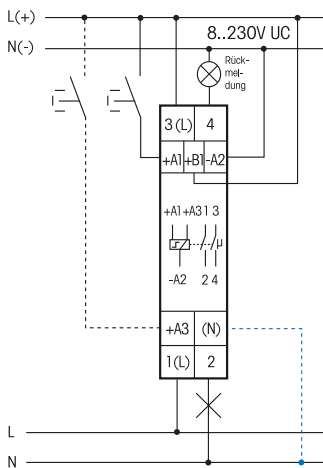 L(+)
N(-)
8..230V UC
Rück-
mel-
dung
3(L) 4
+A1 +B1 -A2
+A1 +A3 1 3
μ
-A2 2 4
+A3 (N)
1(L) 2
L
N